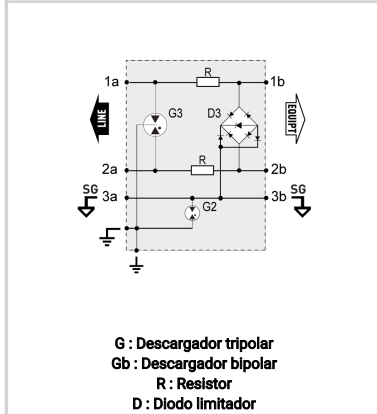 1a R 1b
G3 D3
LINE EQUIPT
2a R 2b
SG 3a 3b SG
G2
G : Descargador tripolar
Gb : Descargador bipolar
R : Resistor
D : Diodo limitador